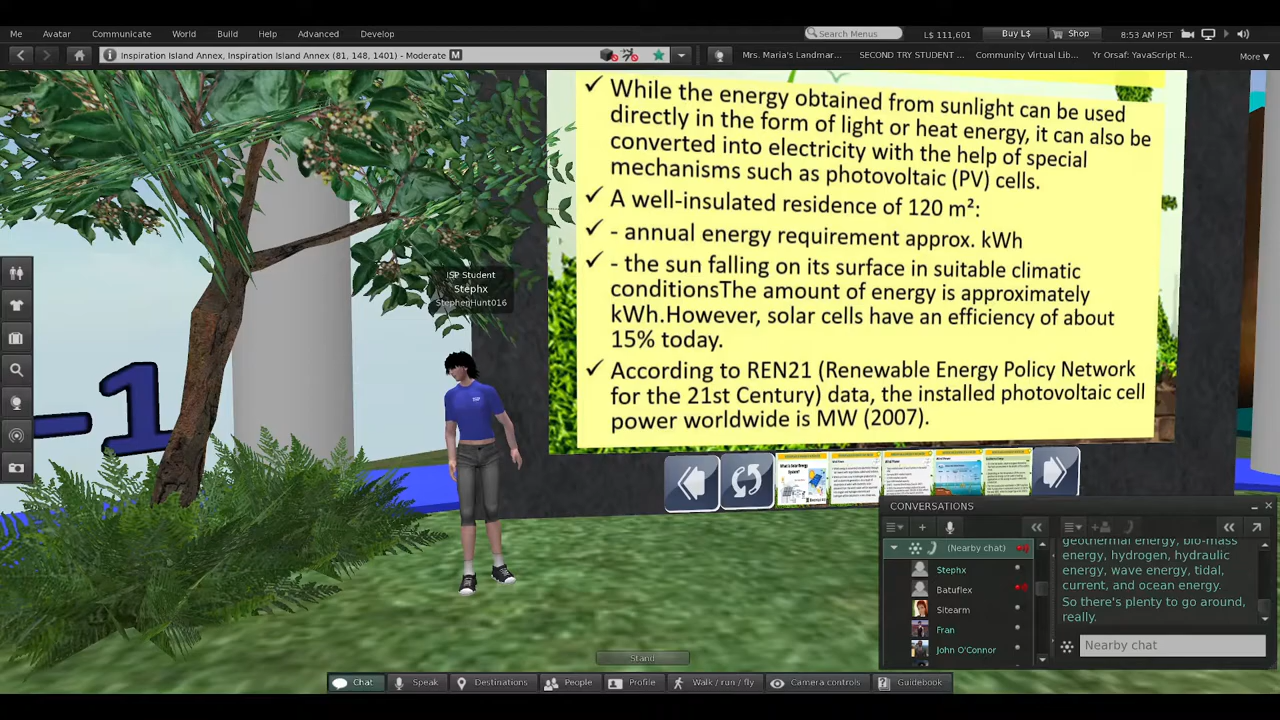 Me Avatar Communicate World Build Help Advanced Develop
Search Menus L$ 111,601 Buy L$ Shop 8:53 AM PST
Inspiration Island Annex, Inspiration Island Annex (81, 148, 1401) - Moderate M
Mrs. Maria's Landmar... SECOND TRY STUDENT ... Community Virtual Lib... Yr Orsaf: YavaScript R... More
While the energy obtained from sunlight can be used
directly in the form of light or heat energy, it can also be
converted into electricity with the help of special
mechanisms such as photovoltaic (PV) cells.
A well-insulated residence of 120 m²:
- annual energy requirement approx. kWh
- the sun falling on its surface in suitable climatic
conditionsThe amount of energy is approximately
kWh.However, solar cells have an efficiency of about
15% today.
According to REN21 (Renewable Energy Policy Network
for the 21st Century) data, the installed photovoltaic cell
power worldwide is MW (2007).
ISP Student
Stephx
StephenHunt016
-1
What is Solar Energy
System?
CONVERSATIONS
(Nearby chat)
Stephx
Batuflex
Sitearm
Fran
John O'Connor
geothermal energy, bio-mass
energy, hydrogen, hydraulic
energy, wave energy, tidal,
current, and ocean energy.
So there's plenty to go around,
really.
Nearby chat
Stand
Chat Speak Destinations People Profile Walk / run / fly Camera controls Guidebook